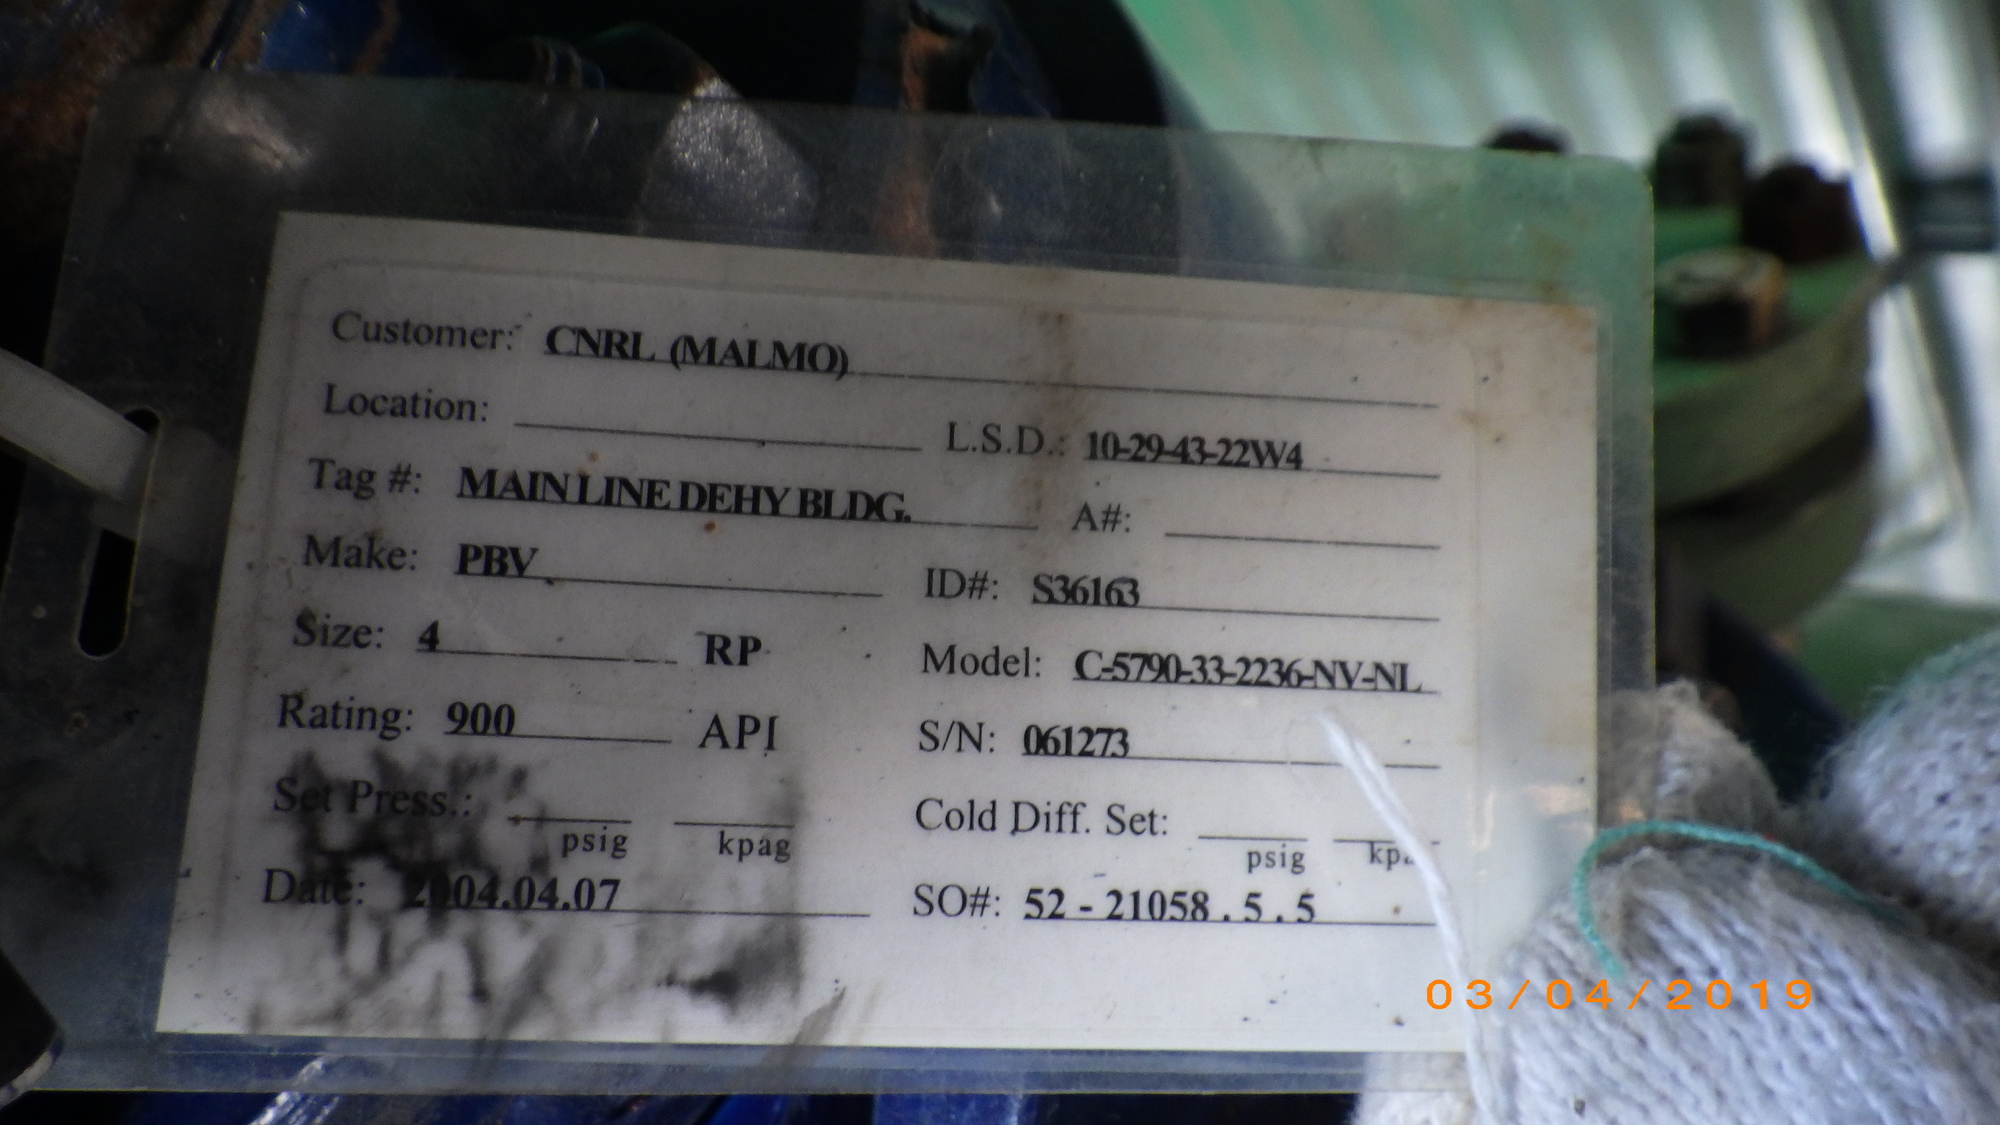 Customer: CNRL (MALMO)
Location: L.S.D.: 10-29-43-22W4
Tag #: MAIN LINE DEHY BLDG. A#:
Make: PBV ID#: S36163
Size: 4 RP Model: C-5790-33-2236-NV-NL
Rating: 900 API S/N: 061273
Set Press.: psig kpag Cold Diff. Set: psig
Date: 2004.04.07 SO#: 52 - 21058 . 5 . 5
03/04/2019